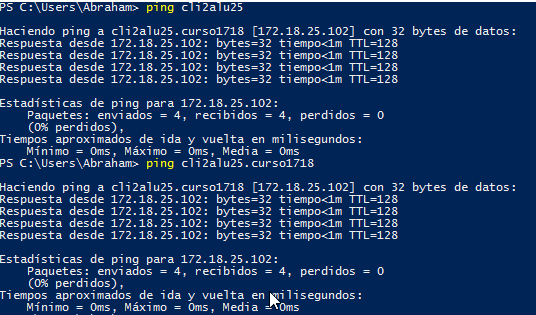 PS C:\Users\Abraham> ping cli2alu25
Haciendo ping a cli2alu25.curso1718 [172.18.25.102] con 32 bytes de datos:
Respuesta desde 172.18.25.102: bytes=32 tiempo<1m TTL=128
Respuesta desde 172.18.25.102: bytes=32 tiempo<1m TTL=128
Respuesta desde 172.18.25.102: bytes=32 tiempo<1m TTL=128
Respuesta desde 172.18.25.102: bytes=32 tiempo<1m TTL=128
Estadísticas de ping para 172.18.25.102:
Paquetes: enviados = 4, recibidos = 4, perdidos = 0
(0% perdidos),
Tiempos aproximados de ida y vuelta en milisegundos:
Mínimo = 0ms, Máximo = 0ms, Media = 0ms
PS C:\Users\Abraham> ping cli2alu25.curso1718
Haciendo ping a cli2alu25.curso1718 [172.18.25.102] con 32 bytes de datos:
Respuesta desde 172.18.25.102: bytes=32 tiempo<1m TTL=128
Respuesta desde 172.18.25.102: bytes=32 tiempo<1m TTL=128
Respuesta desde 172.18.25.102: bytes=32 tiempo<1m TTL=128
Respuesta desde 172.18.25.102: bytes=32 tiempo<1m TTL=128
Estadísticas de ping para 172.18.25.102:
Paquetes: enviados = 4, recibidos = 4, perdidos = 0
(0% perdidos),
Tiempos aproximados de ida y vuelta en milisegundos:
Mínimo = 0ms, Máximo = 0ms, Media = 0ms